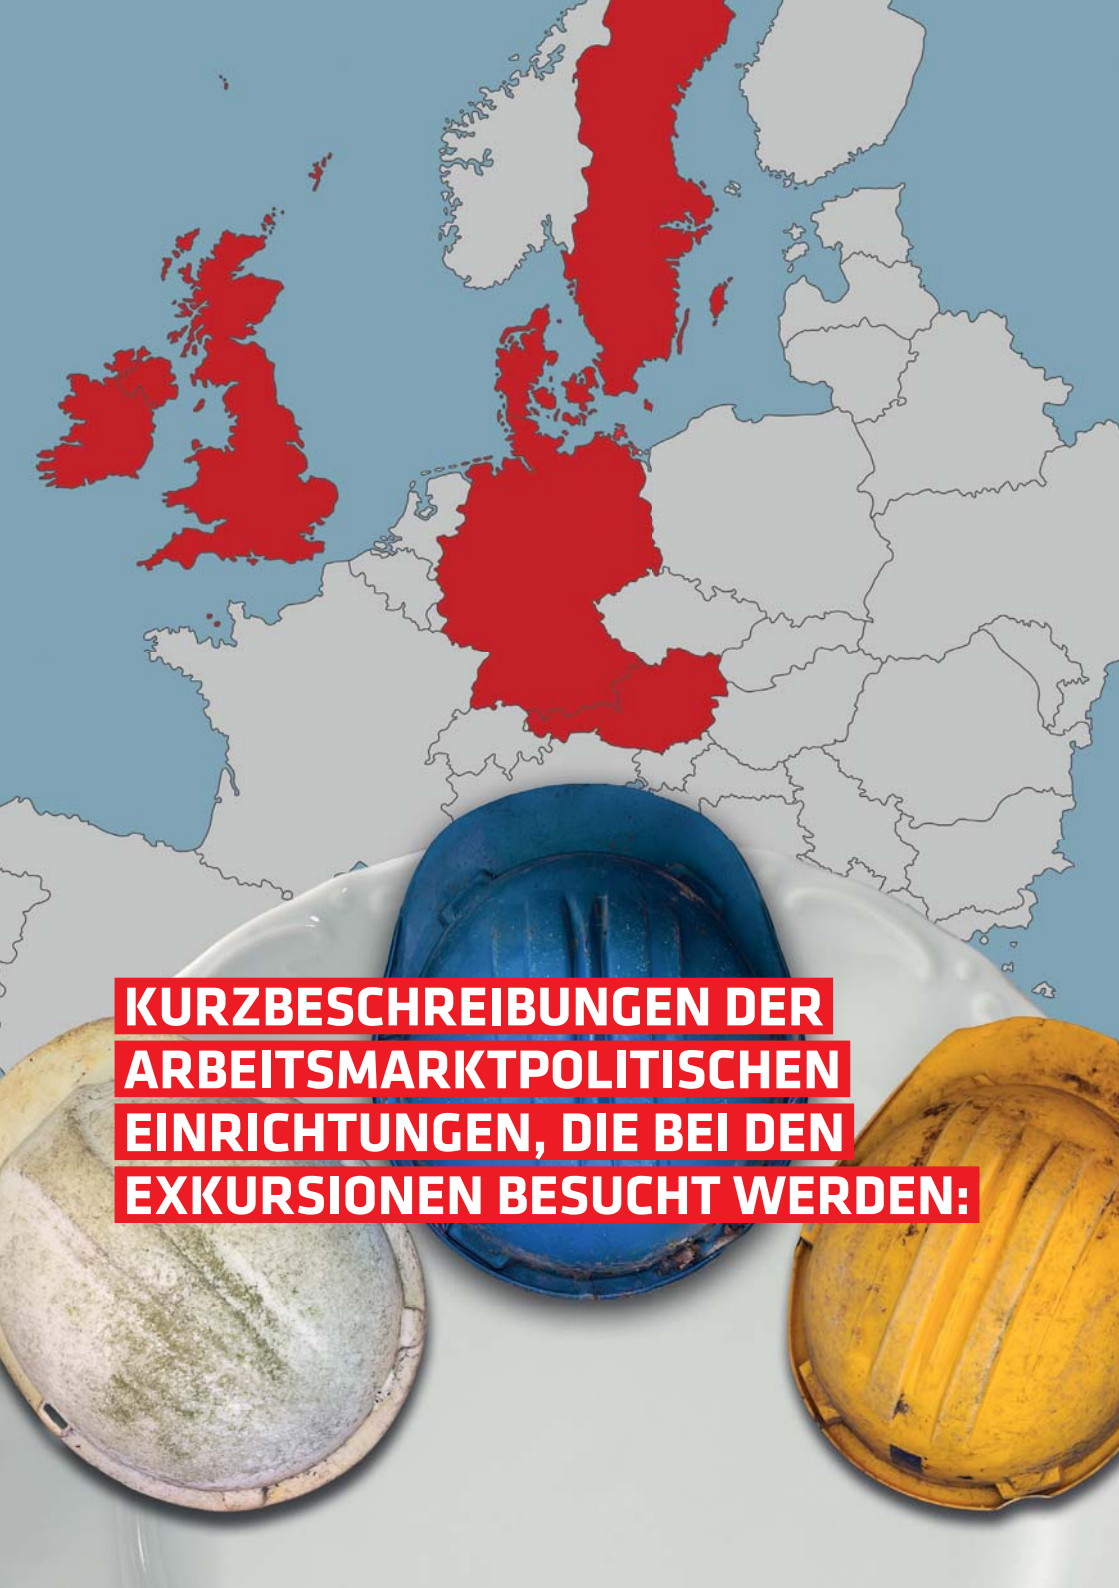 KURZBESCHREIBUNGEN DER
ARBEITSMARKTPOLITISCHEN
EINRICHTUNGEN, DIE BEI DEN
EXKURSIONEN BESUCHT WERDEN: